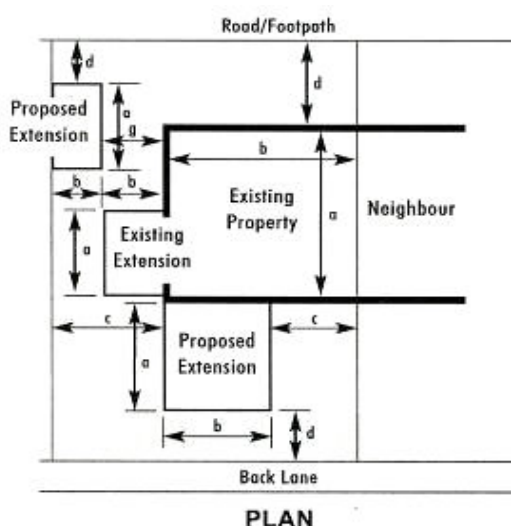 Road/Footpath
d
d
Proposed
Extension
a
g
b
b
b
Existing
Property
a
Neighbour
a
Existing
Extension
c
c
a
Proposed
Extension
b
d
Back Lane
PLAN